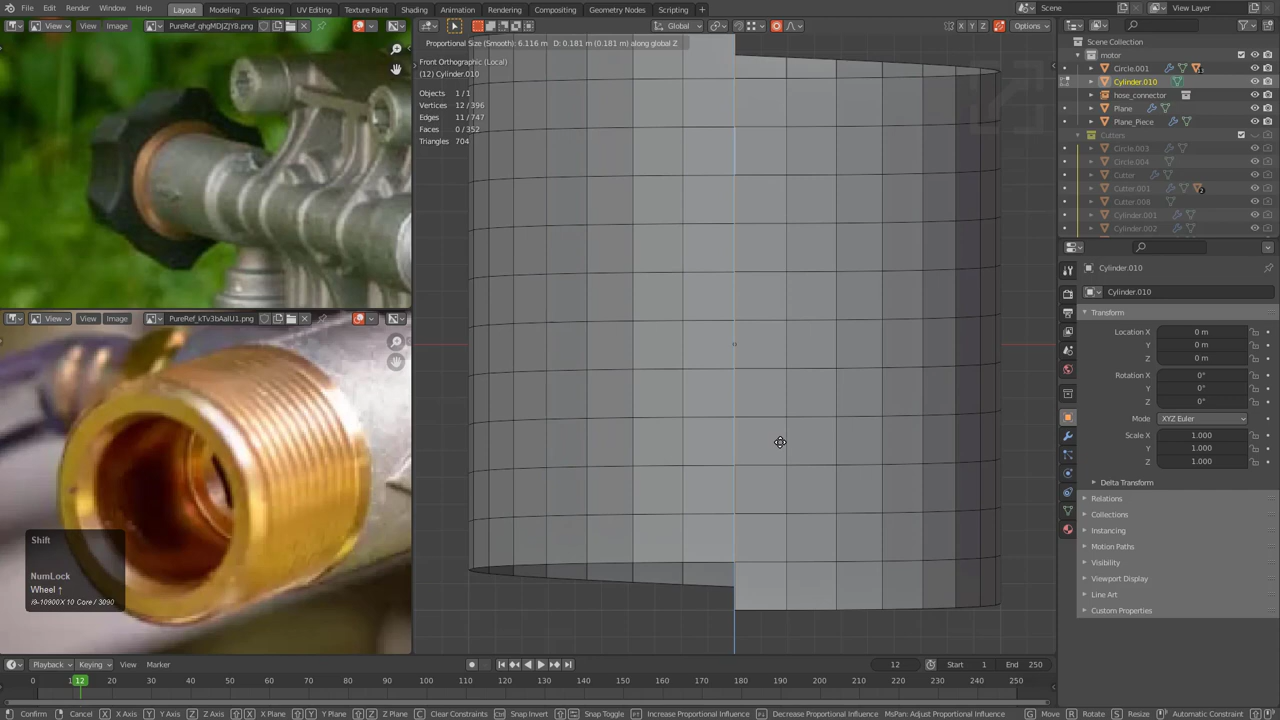 File Edit Render Window Help Layout Modeling Sculpting UV Editing Texture Paint Shading Animation Rendering Compositing Geometry Nodes Scripting Scene View Layer
View View Image PureRef_qhgMDjZJY8.png
Global Options
Proportional Size (Smooth): 6.116 m D: 0.181 m (0.181 m) along global Z
Front Orthographic (Local)
(12) Cylinder.010
Objects 1/1
Vertices 12/396
Edges 11/747
Faces 0/352
Triangles 704
Scene Collection
motor
Circle.001
Cylinder.010
hose_connector
Plane
Plane_Piece
Cutters
Circle.003
Circle.004
Cutter
Cutter.001
Cutter.008
Cylinder.001
Cylinder.002
Cylinder.010
Cylinder.010
Transform
Location X 0 m
Y 0 m
Z 0 m
Rotation X 0°
Y 0°
Z 0°
Mode XYZ Euler
Scale X 1.000
Y 1.000
Z 1.000
Delta Transform
Relations
Collections
Instancing
Motion Paths
Visibility
Viewport Display
Line Art
Custom Properties
View View Image PureRef_kTv3bAalU1.png
Shift
NumLock
Wheel ↑
i9-10900X 10 Core / 3090
Playback Keying View Marker 12 Start 1 End 250
0 12 20 30 40 50 60 70 80 90 100 110 120 130 140 150 160 170 180 190 200 210 220 230 240 250
Confirm Cancel X X Axis Y Y Axis Z Z Axis X X Plane Y Y Plane Z Z Plane C Clear Constraints Snap Invert Snap Toggle Increase Proportional Influence Decrease Proportional Influence MsPan: Adjust Proportional Influence G Move R Rotate S Resize Automatic Constraint